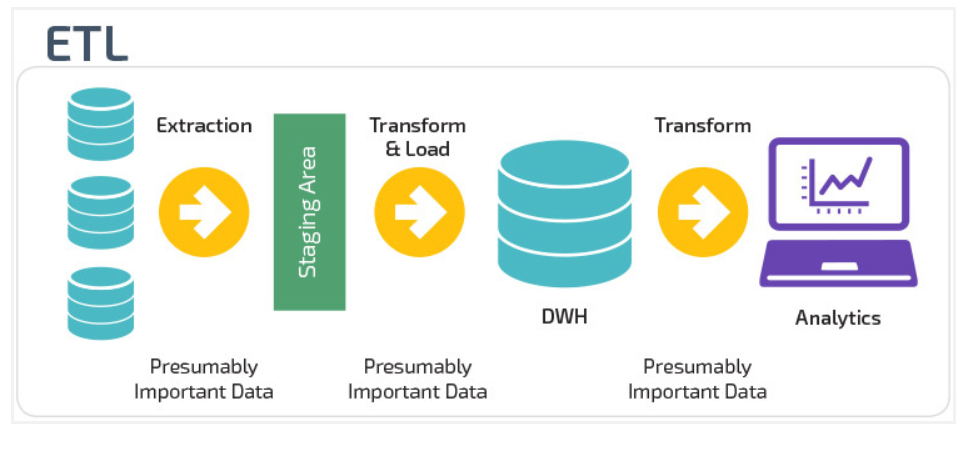 ETL
Extraction
Staging Area
Transform
& Load
Transform
DWH
Analytics
Presumably
Important Data
Presumably
Important Data
Presumably
Important Data